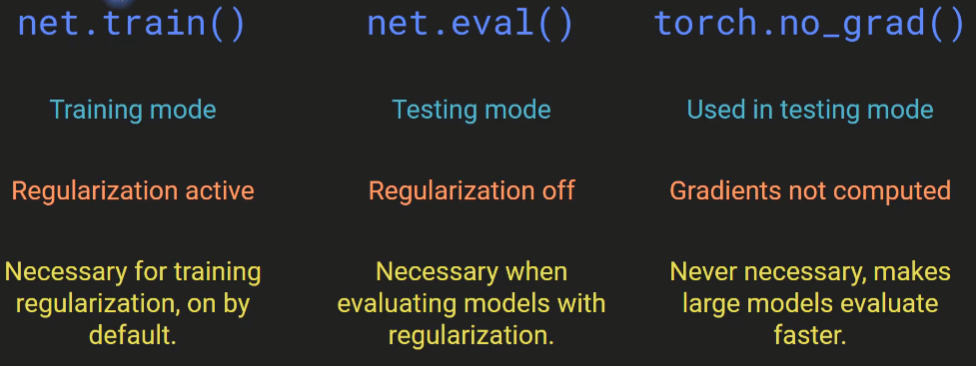 net.train()
net.eval()
torch.no_grad()
Training mode
Testing mode
Used in testing mode
Regularization active
Regularization off
Gradients not computed
Necessary for training
regularization, on by
default.
Necessary when
evaluating models with
regularization.
Never necessary, makes
large models evaluate
faster.